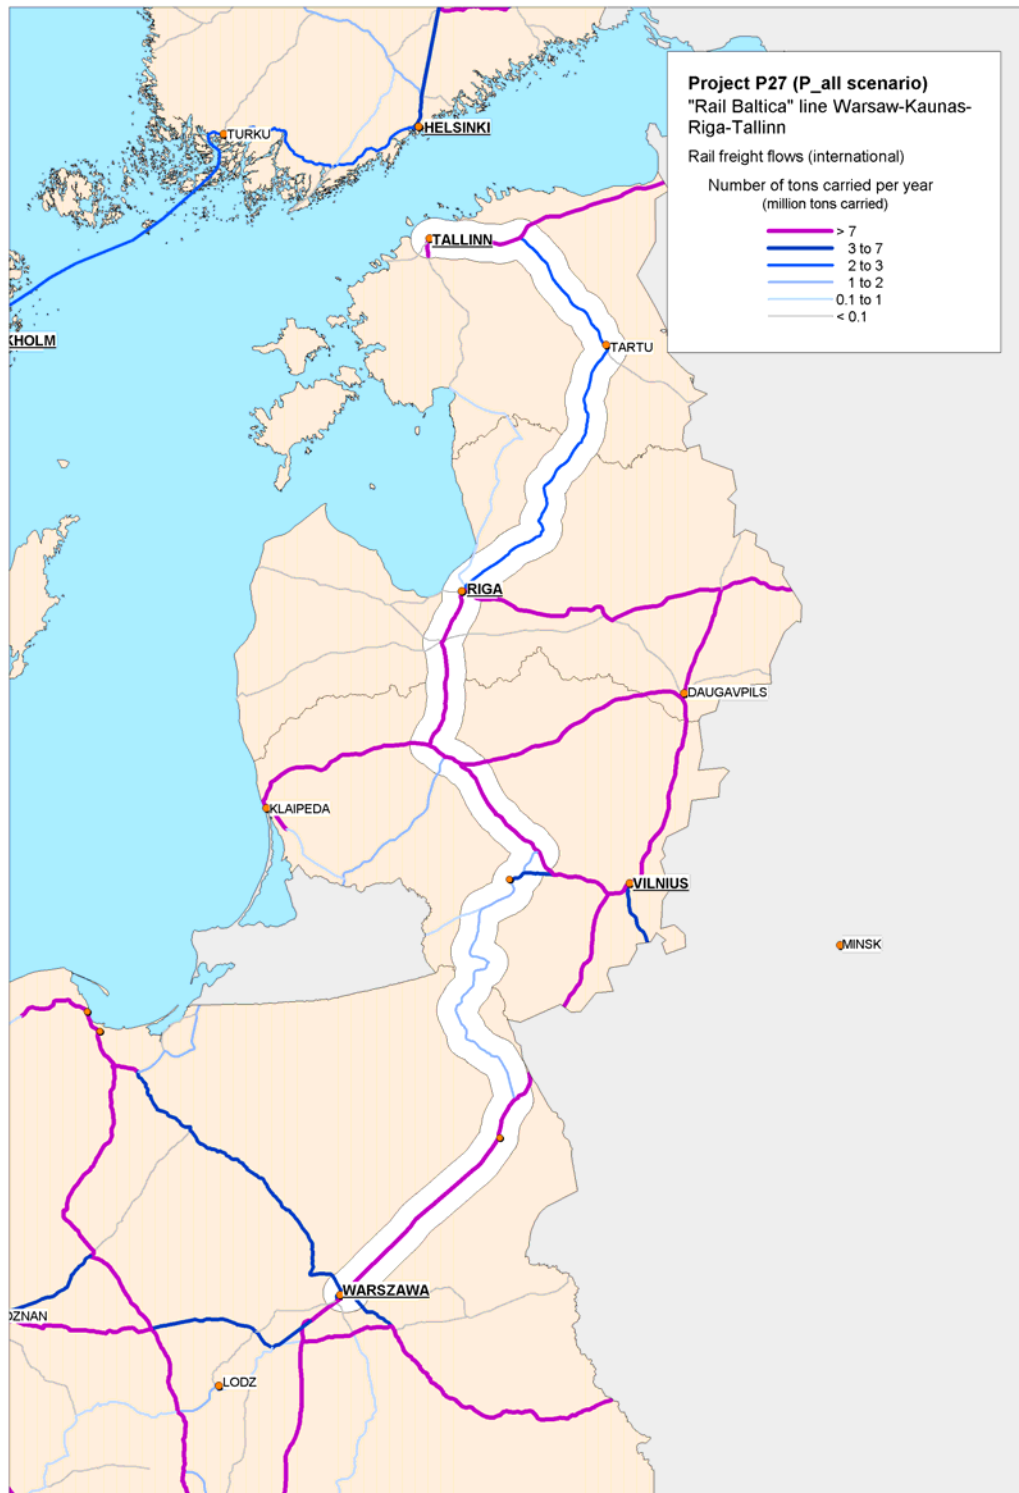 Project P27 (P_all scenario)
"Rail Baltica" line Warsaw-Kaunas-
Riga-Tallinn
Rail freight flows (international)
Number of tons carried per year
(million tons carried)
> 7
3 to 7
2 to 3
1 to 2
0.1 to 1
< 0.1
HELSINKI
TURKU
TALLINN
KHOLM
TARTU
RIGA
DAUGAVPILS
KLAIPEDA
VILNIUS
MINSK
WARSZAWA
OZNAN
LODZ